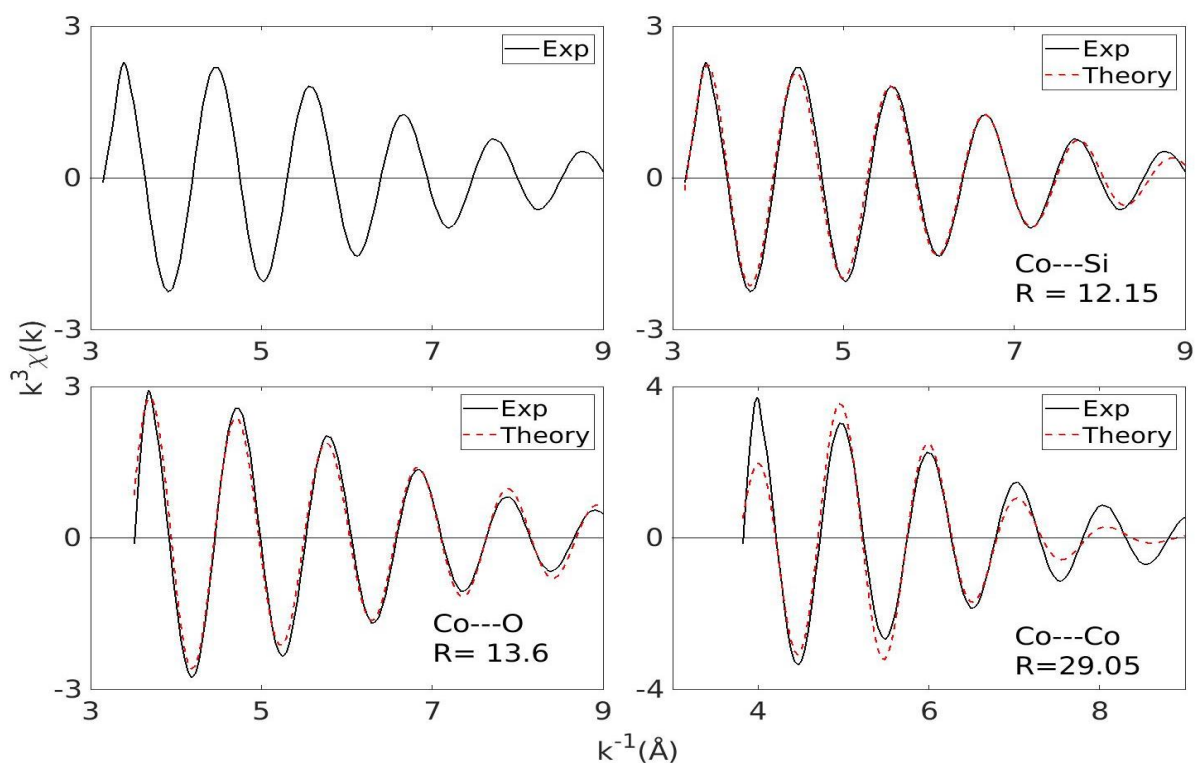 3
0
-3
3
5
7
9
Exp
3
0
-3
3
5
7
9
Exp
Theory
Co---Si
R = 12.15
k³χ(k)
3
0
-3
3
5
7
9
Exp
Theory
Co---O
R= 13.6
4
0
-4
4
6
8
Exp
Theory
Co---Co
R=29.05
k⁻¹(Å)